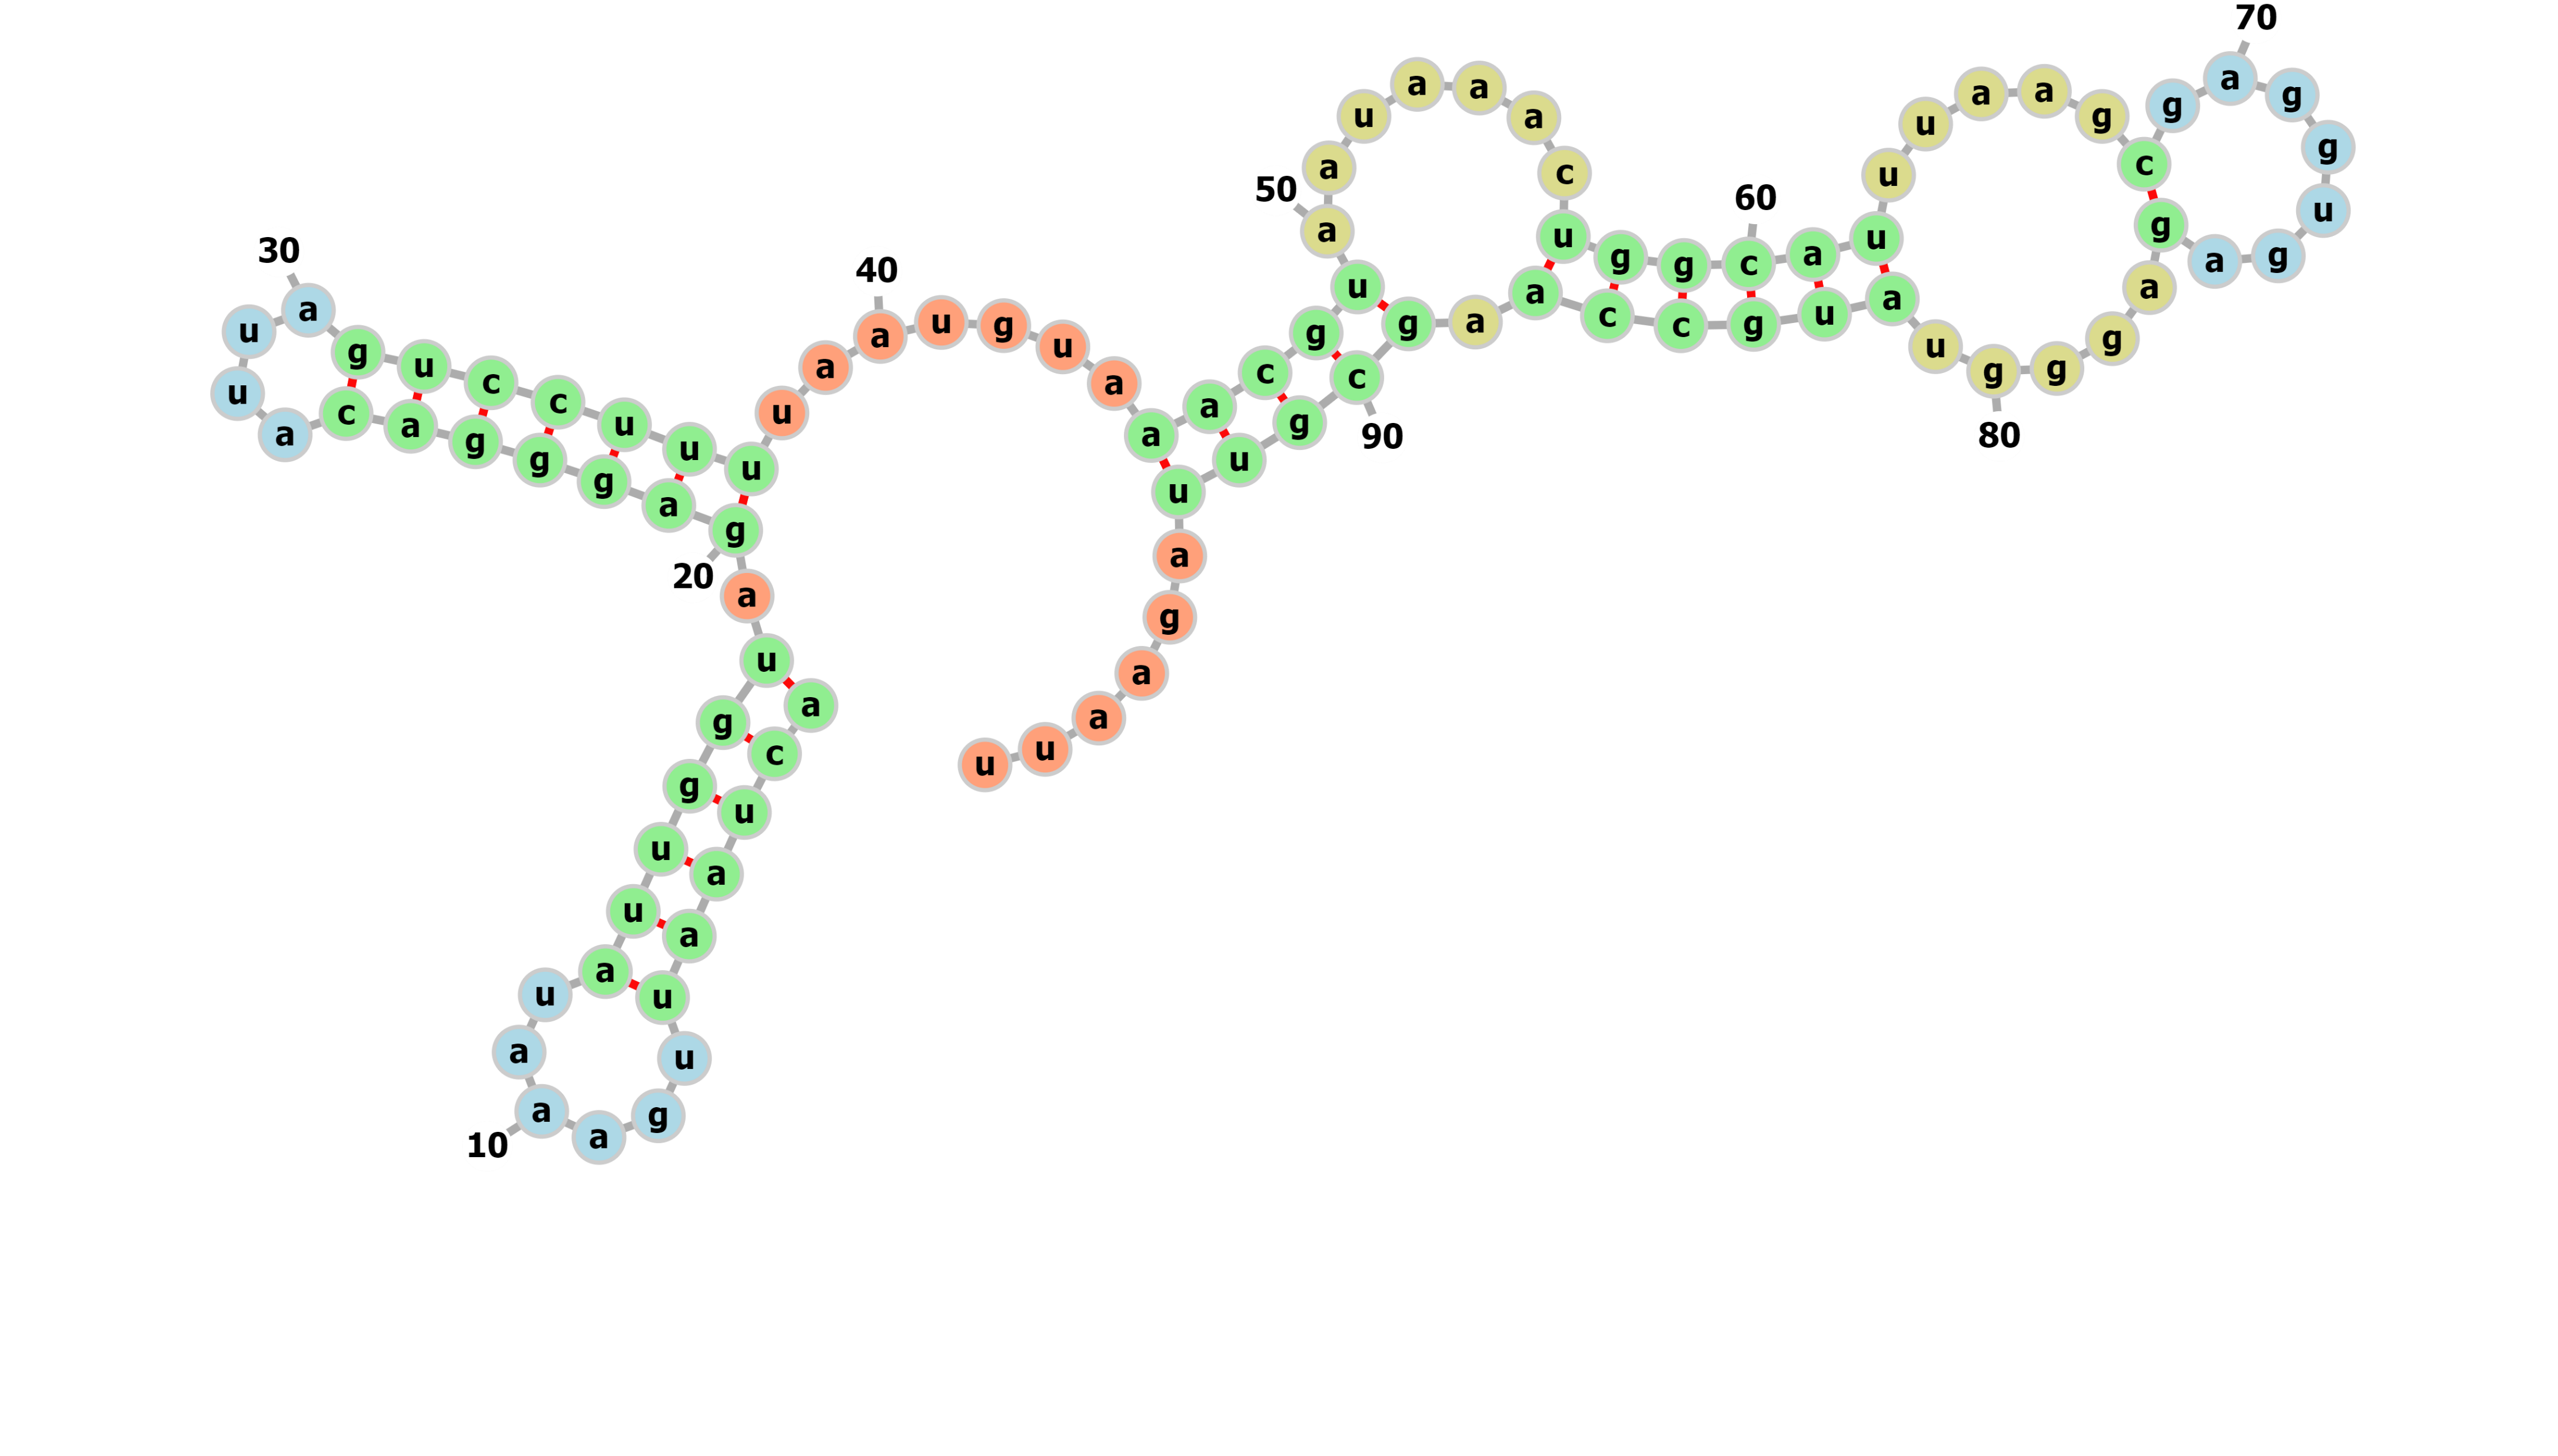 a c u a a u u g a a
10
a u a u u g g u a g
20
a g g g a c a u u a
30
g u c c u u u u a a
40
u g u a a a c g u a
50
a u a a a c u g g c
60
a u u u a a g c g a
70
g g u g a g a g g g
80
u a u g c c a a g c
90
g u u a g a a u u